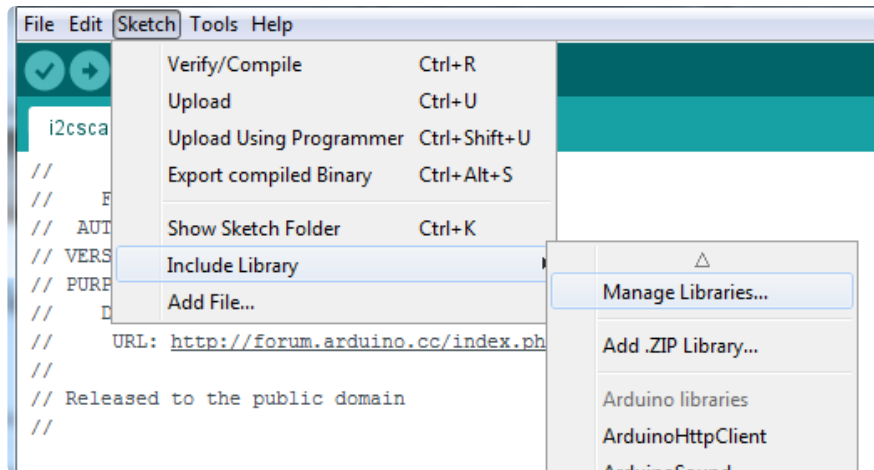 File Edit Sketch Tools Help
Verify/Compile Ctrl+R
Upload Ctrl+U
Upload Using Programmer Ctrl+Shift+U
Export compiled Binary Ctrl+Alt+S
Show Sketch Folder Ctrl+K
Include Library
Add File...
Manage Libraries...
Add .ZIP Library...
Arduino libraries
ArduinoHttpClient
i2csca
//
// F
// AUT
// VERS
// PURP
// D
// URL: http://forum.arduino.cc/index.ph
//
// Released to the public domain
//